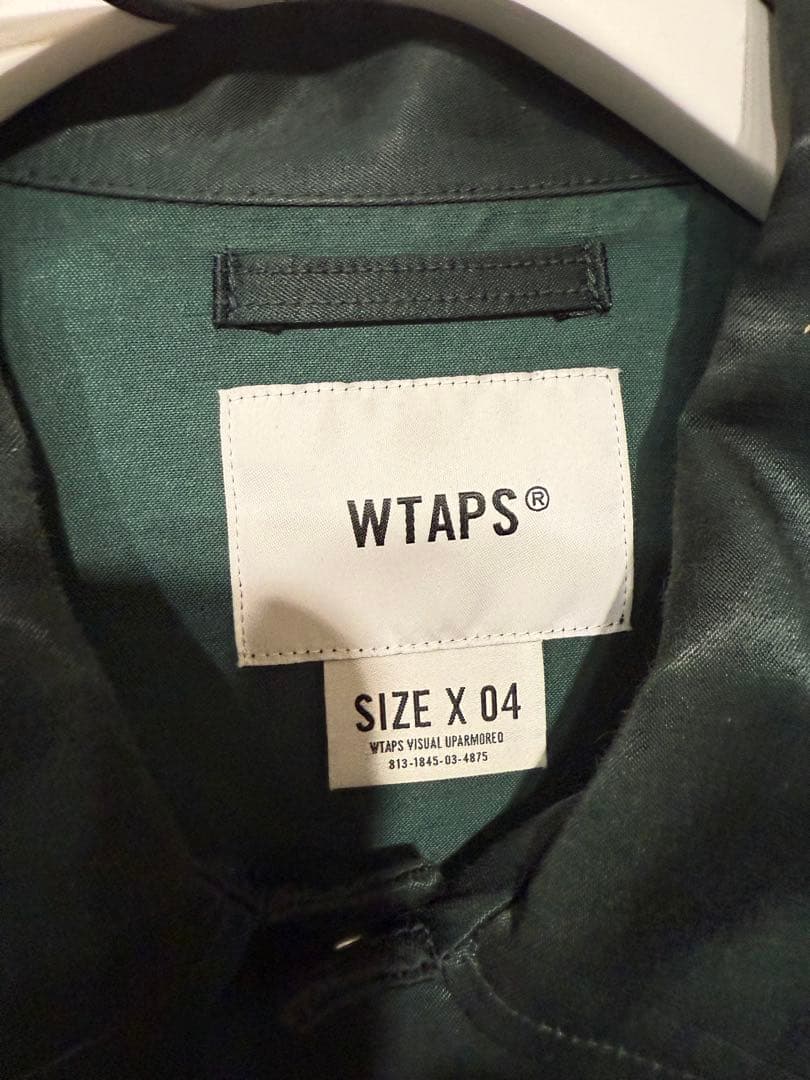 WTAPS®
SIZE X 04
WTAPS VISUAL UPARMORED
813-1845-03-4875